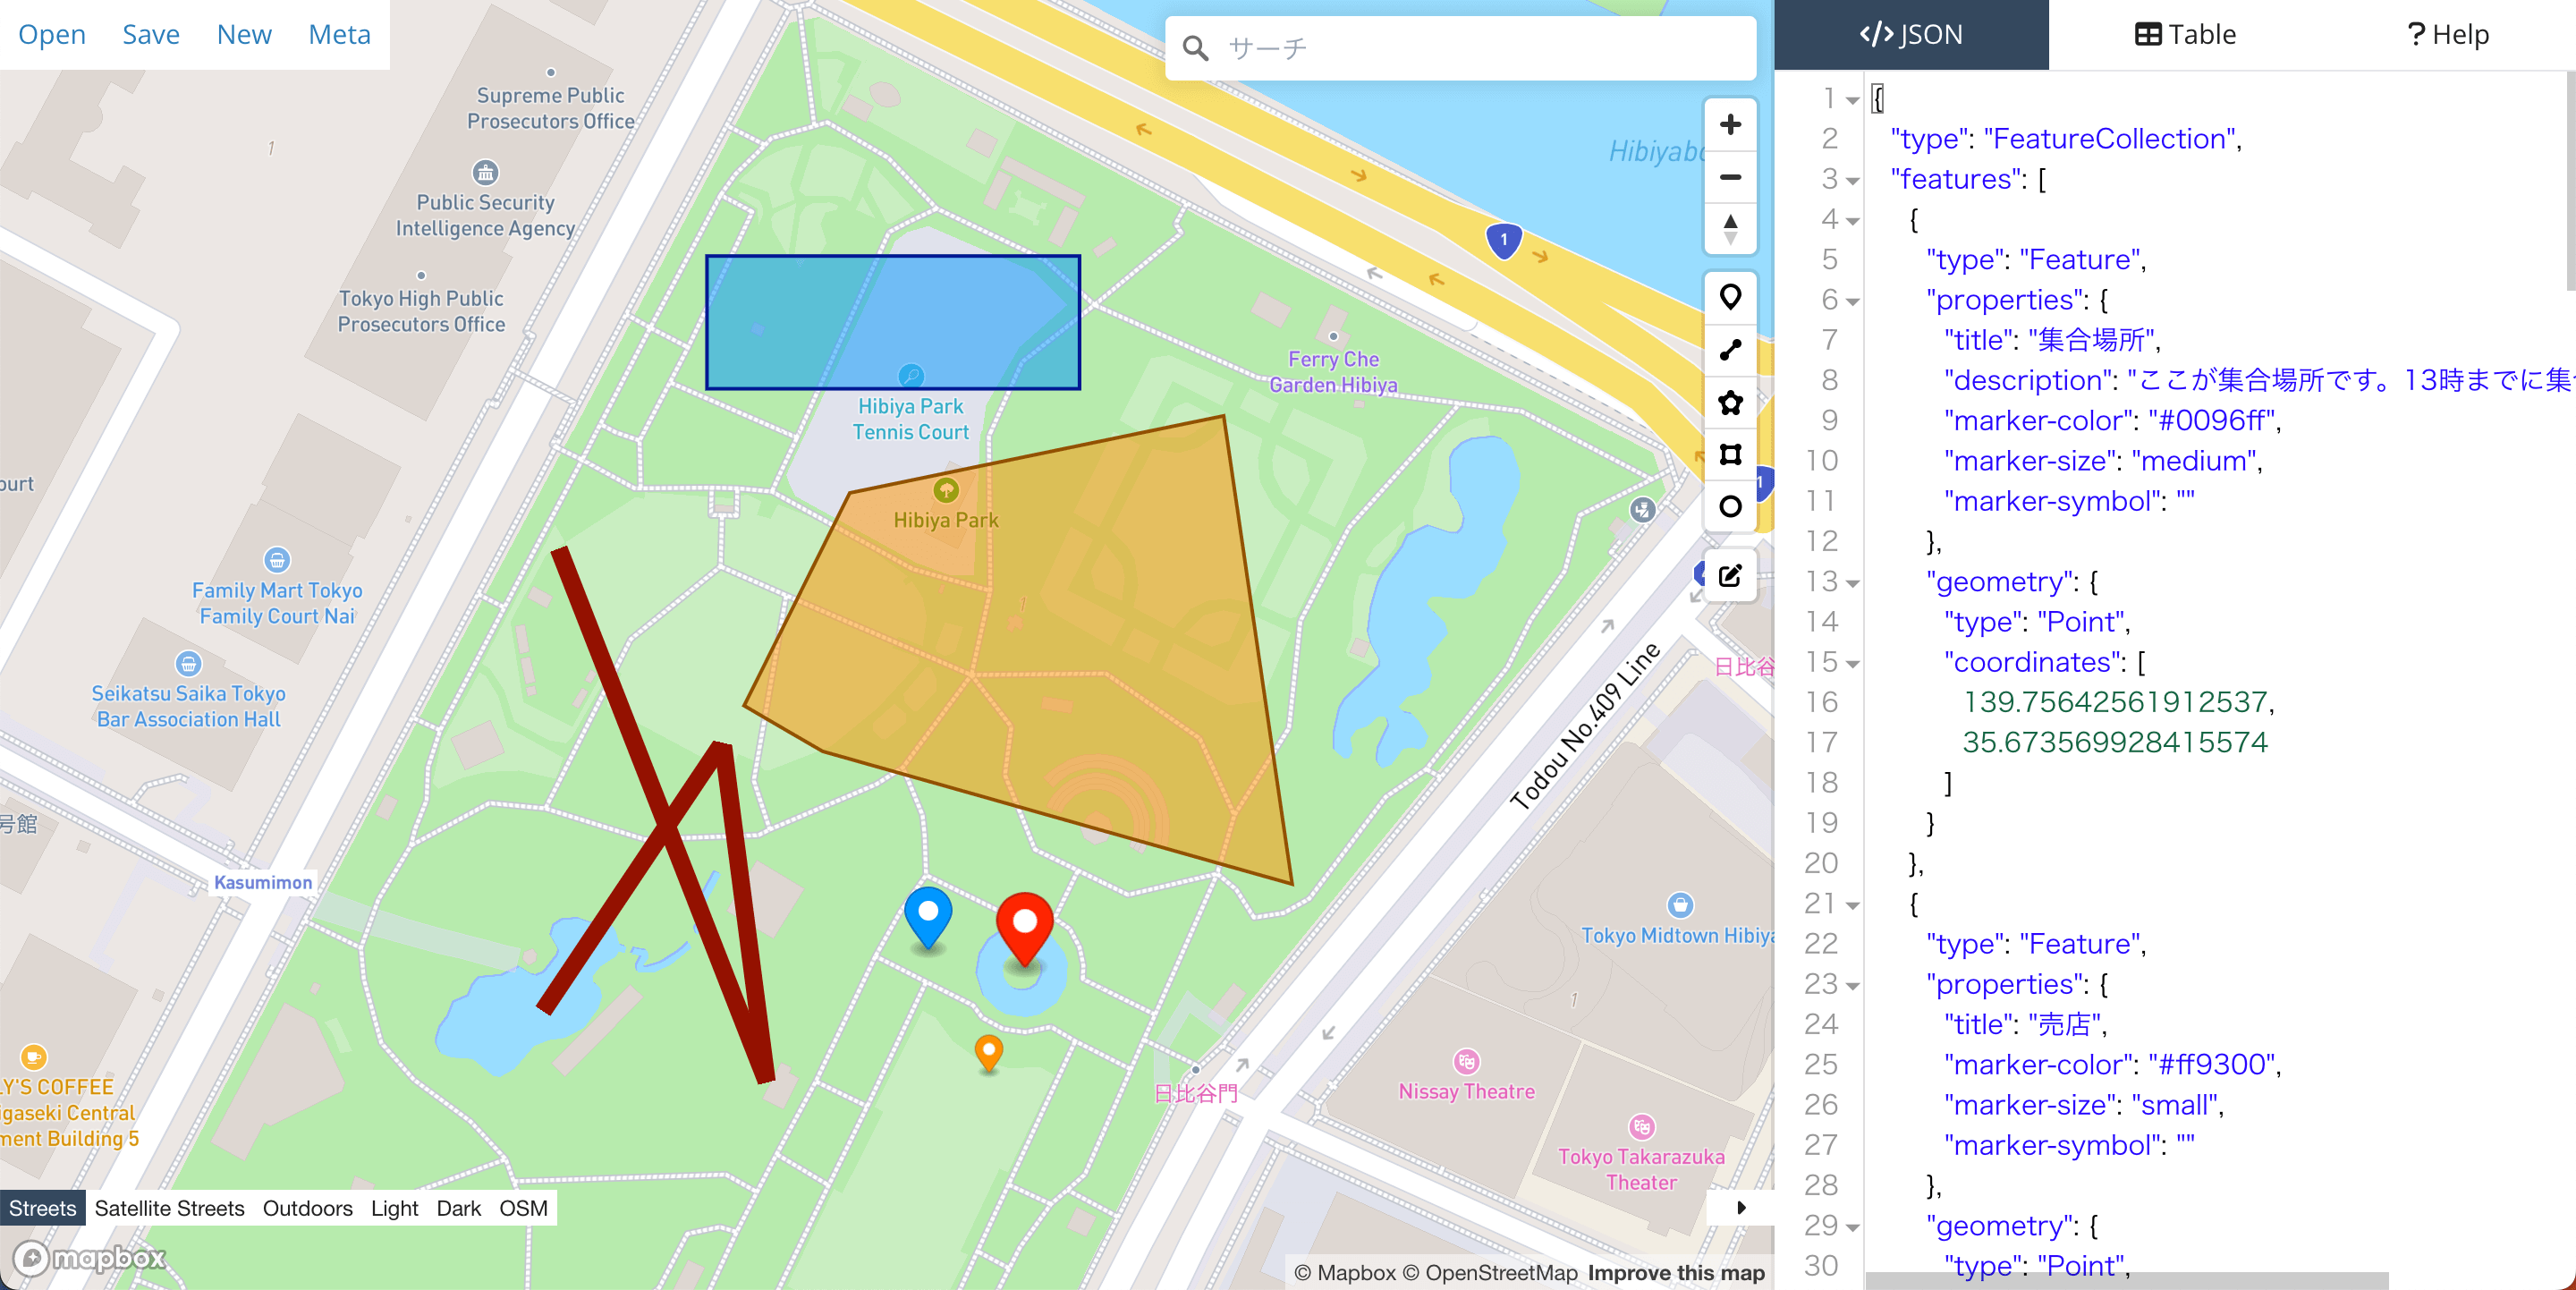 Open Save New Meta
サーチ
</> JSON
Table
? Help
Supreme Public
Prosecutors Office
1
Public Security
Intelligence Agency
Tokyo High Public
Prosecutors Office
Hibiyabo
1
Ferry Che
Garden Hibiya
Hibiya Park
Tennis Court
Hibiya Park
1
1
ourt
Family Mart Tokyo
Family Court Nai
Seikatsu Saika Tokyo
Bar Association Hall
日比谷
Todou No.409 Line
号館
Kasumimon
Tokyo Midtown Hibiya
1
LY'S COFFEE
igaseki Central
ment Building 5
日比谷門
Nissay Theatre
Tokyo Takarazuka
Theater
Streets Satellite Streets Outdoors Light Dark OSM
mapbox
© Mapbox © OpenStreetMap Improve this map
1 {
2 "type": "FeatureCollection",
3 "features": [
4 {
5 "type": "Feature",
6 "properties": {
7 "title": "集合場所",
8 "description": "ここが集合場所です。13時までに集
9 "marker-color": "#0096ff",
10 "marker-size": "medium",
11 "marker-symbol": ""
12 },
13 "geometry": {
14 "type": "Point",
15 "coordinates": [
16 139.75642561912537,
17 35.673569928415574
18 ]
19 }
20 },
21 {
22 "type": "Feature",
23 "properties": {
24 "title": "売店",
25 "marker-color": "#ff9300",
26 "marker-size": "small",
27 "marker-symbol": ""
28 },
29 "geometry": {
30 "type": "Point",